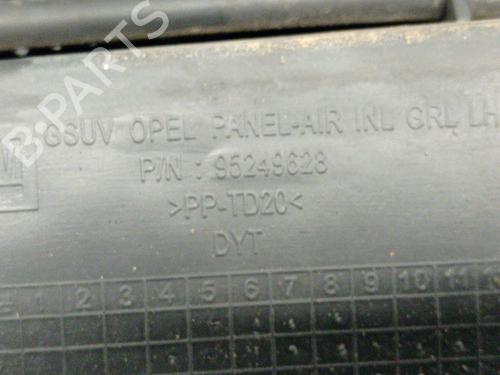 GSUV OPEL PANEL-AIR INL GRL LH
P/N : 95249628
>PP-TD20<
DYT
1 2 3 4 5 6 7 8 9 10 11 12
B-PARTS